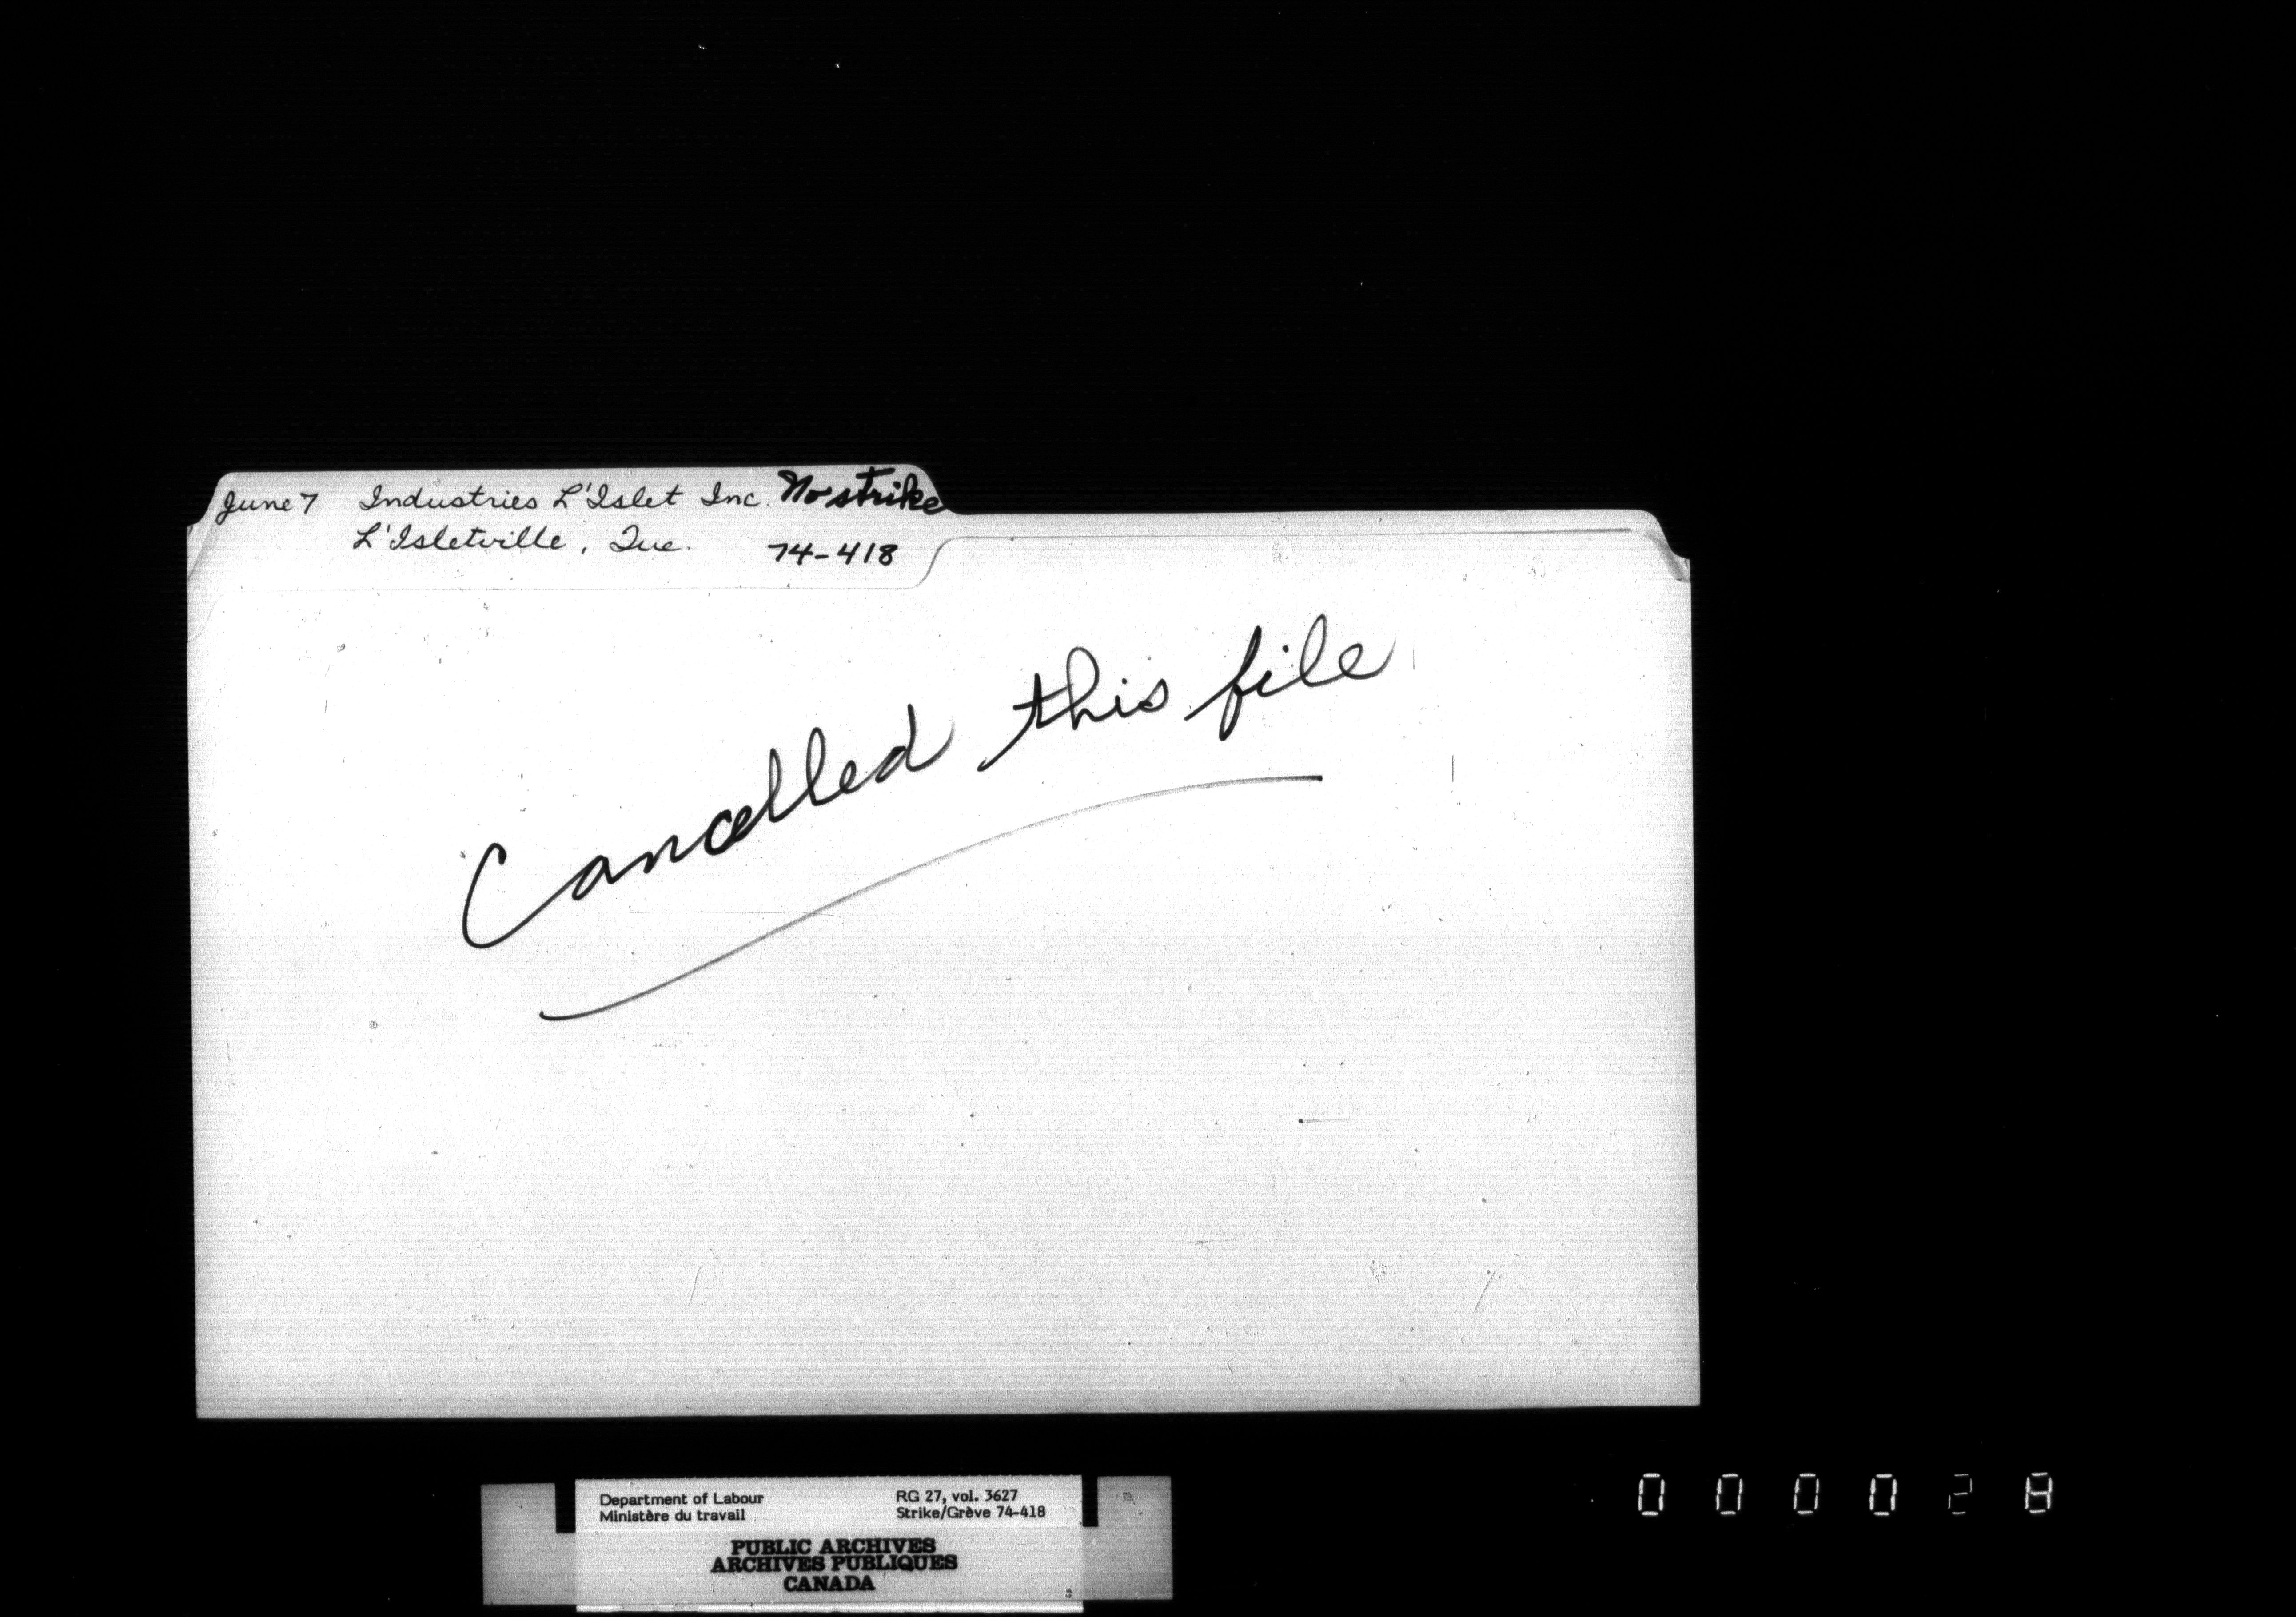 June 7 Industries L'Islet Inc. No strike
L'Isletville, Que. 74-418
Cancelled this file
Department of Labour RG 27, vol. 3627
Ministère du travail Strike/Grève 74-418
PUBLIC ARCHIVES
ARCHIVES PUBLIQUES
CANADA
000028